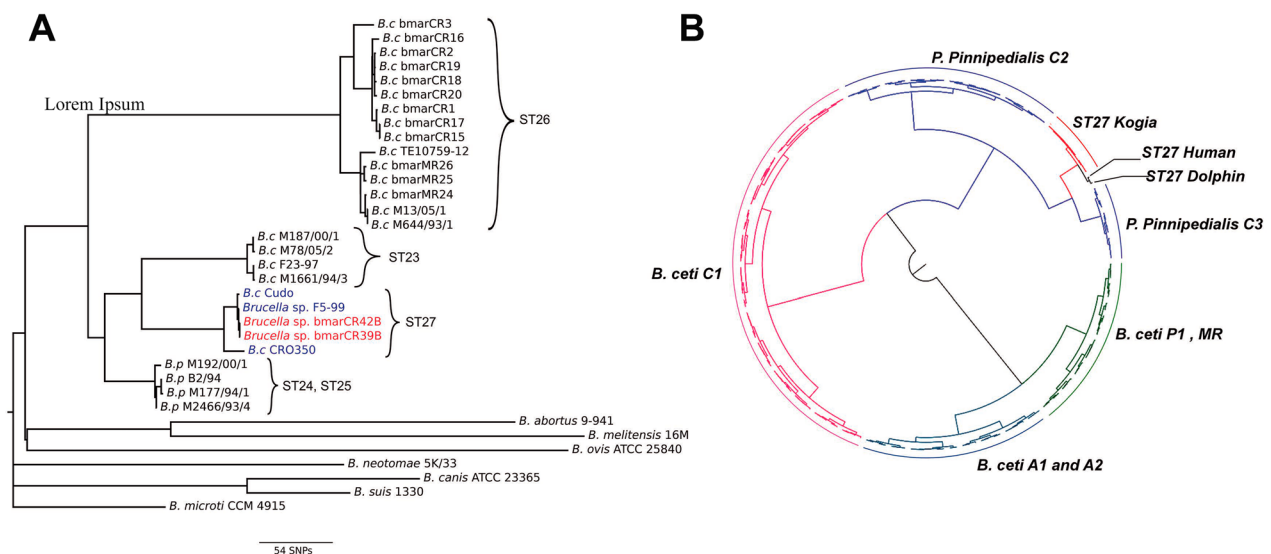 A
B.c bmarCR3
B.c bmarCR16
B.c bmarCR2
B.c bmarCR19
B.c bmarCR18
B.c bmarCR20
B.c bmarCR1
B.c bmarCR17
B.c bmarCR15
B.c TE10759-12
B.c bmarMR26
B.c bmarMR25
B.c bmarMR24
B.c M13/05/1
B.c M644/93/1
ST26
Lorem Ipsum
B.c M187/00/1
B.c M78/05/2
B.c F23-97
B.c M1661/94/3
ST23
B.c Cudo
Brucella sp. F5-99
Brucella sp. bmarCR42B
Brucella sp. bmarCR39B
B.c CRO350
ST27
B.p M192/00/1
B.p B2/94
B.p M177/94/1
B.p M2466/93/4
ST24, ST25
B. abortus 9-941
B. melitensis 16M
B. ovis ATCC 25840
B. neotomae 5K/33
B. canis ATCC 23365
B. suis 1330
B. microti CCM 4915
54 SNPs
B
P. Pinnipedialis C2
ST27 Kogia
ST27 Human
ST27 Dolphin
P. Pinnipedialis C3
B. ceti C1
B. ceti P1 , MR
B. ceti A1 and A2